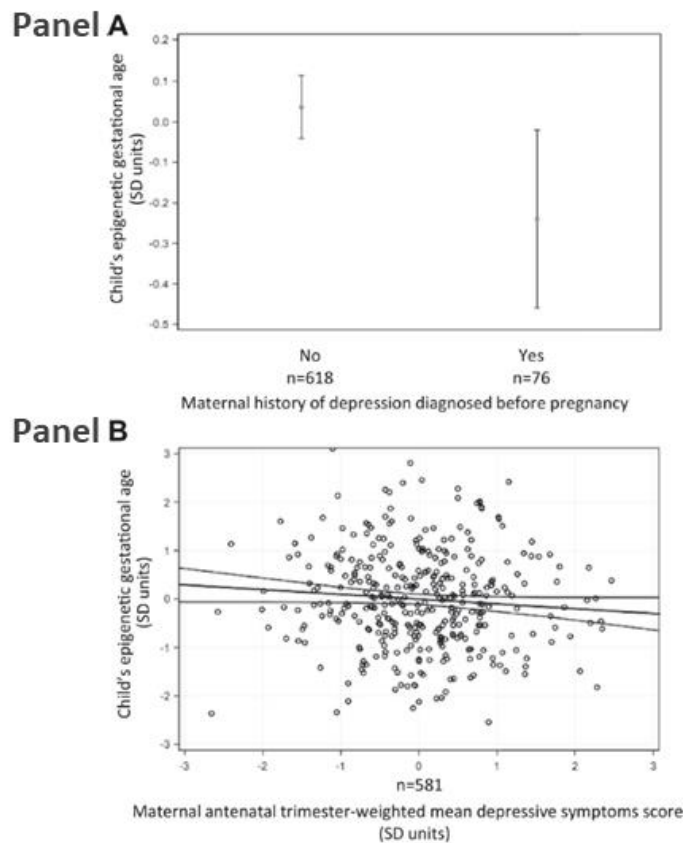 Panel A
Child's epigenetic gestational age
(SD units)
0.2
0.1
0.0
-0.1
-0.2
-0.3
-0.4
-0.5
No
Yes
n=618
n=76
Maternal history of depression diagnosed before pregnancy
Panel B
Child's epigenetic gestational age
(SD units)
3
2
1
0
-1
-2
-3
-3
-2
-1
0
1
2
3
n=581
Maternal antenatal trimester-weighted mean depressive symptoms score
(SD units)